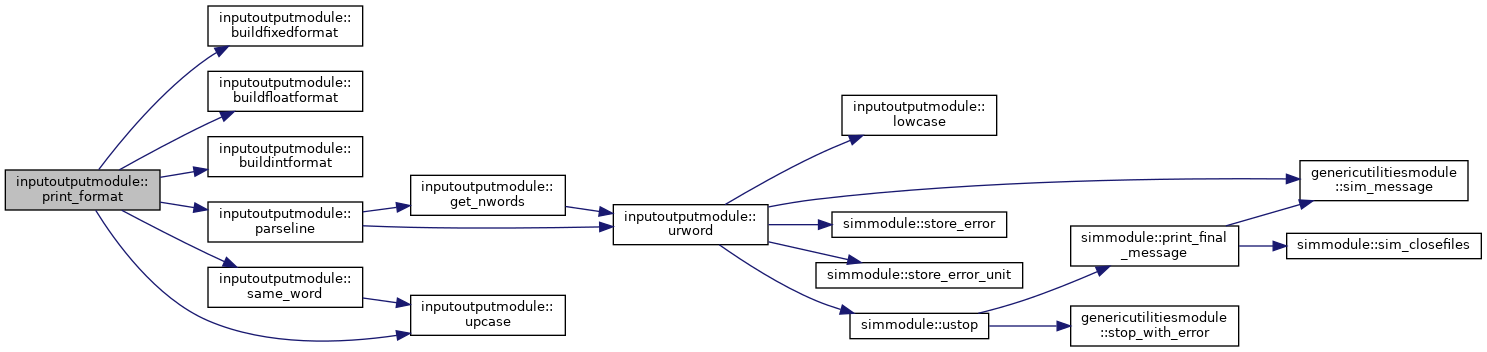 inputoutputmodule::
print_format
inputoutputmodule::
buildfixedformat
inputoutputmodule::
buildfloatformat
inputoutputmodule::
buildintformat
inputoutputmodule::
parseline
inputoutputmodule::
same_word
inputoutputmodule::
get_nwords
inputoutputmodule::
upcase
inputoutputmodule::
urword
inputoutputmodule::
lowcase
simmodule::store_error
simmodule::store_error_unit
simmodule::ustop
simmodule::print_final
_message
genericutilitiesmodule
::stop_with_error
genericutilitiesmodule
::sim_message
simmodule::sim_closefiles